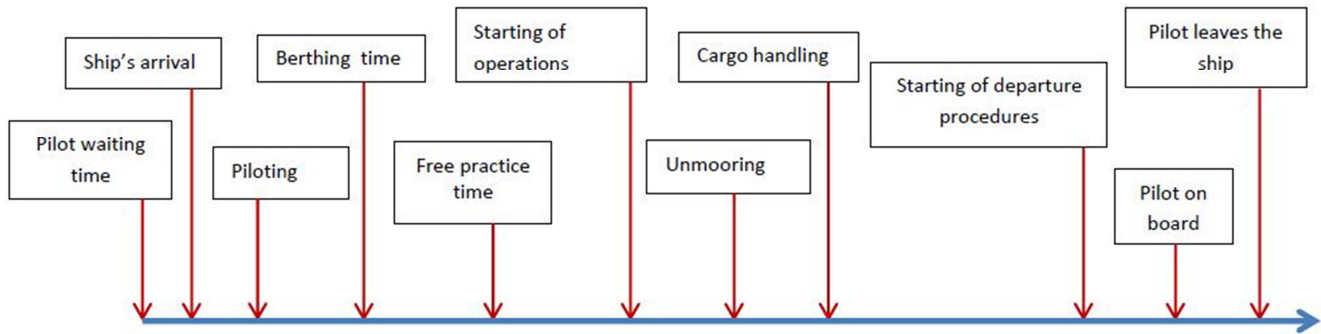 Pilot waiting
time
Ship's arrival
Piloting
Berthing time
Free practice
time
Starting of
operations
Unmooring
Cargo handling
Starting of departure
procedures
Pilot on
board
Pilot leaves the
ship